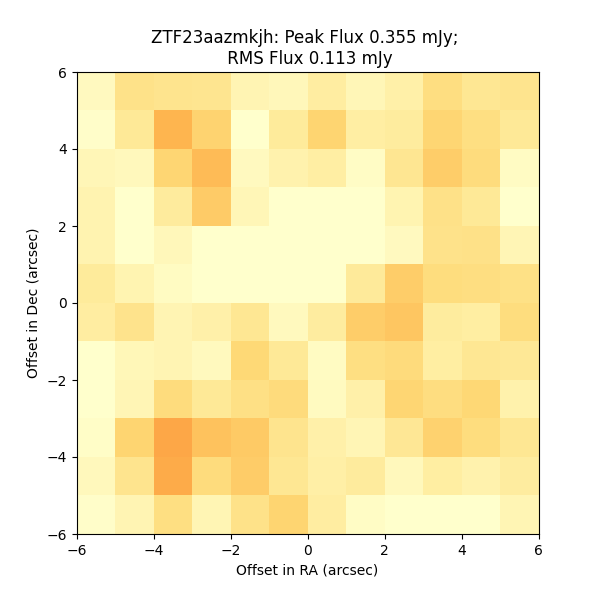 ZTF23aazmkjh: Peak Flux 0.355 mJy;
RMS Flux 0.113 mJy
6
4
2
0
−2
−4
−6
Offset in Dec (arcsec)
−6 −4 −2 0 2 4 6
Offset in RA (arcsec)